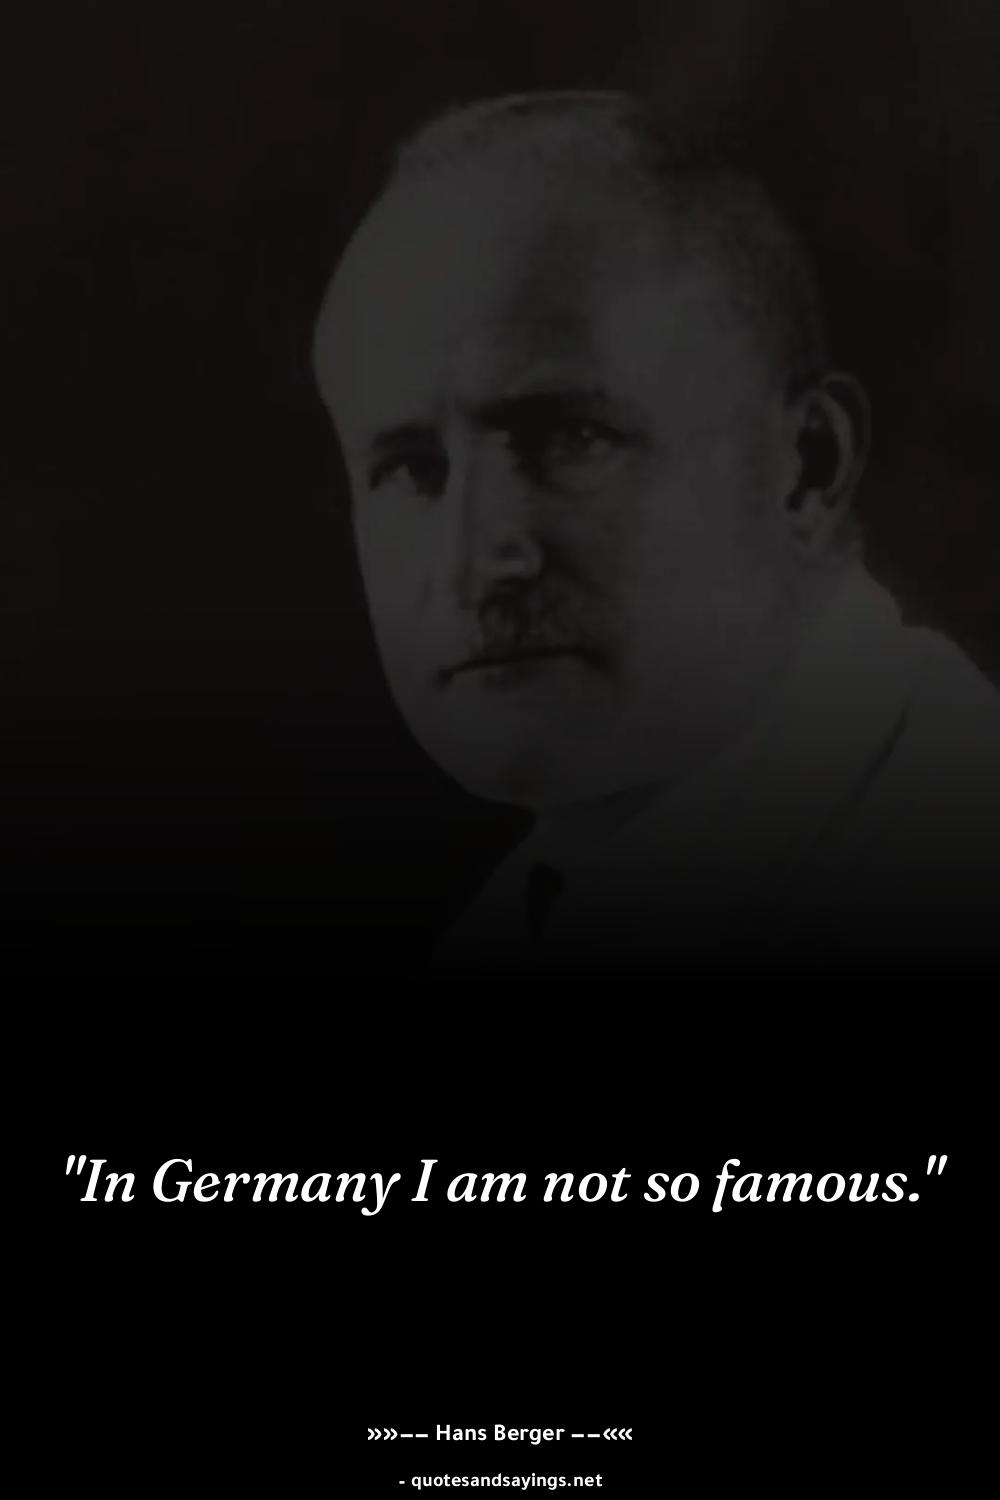 "In Germany I am not so famous."
»»−− Hans Berger −−««
- quotesandsayings.net